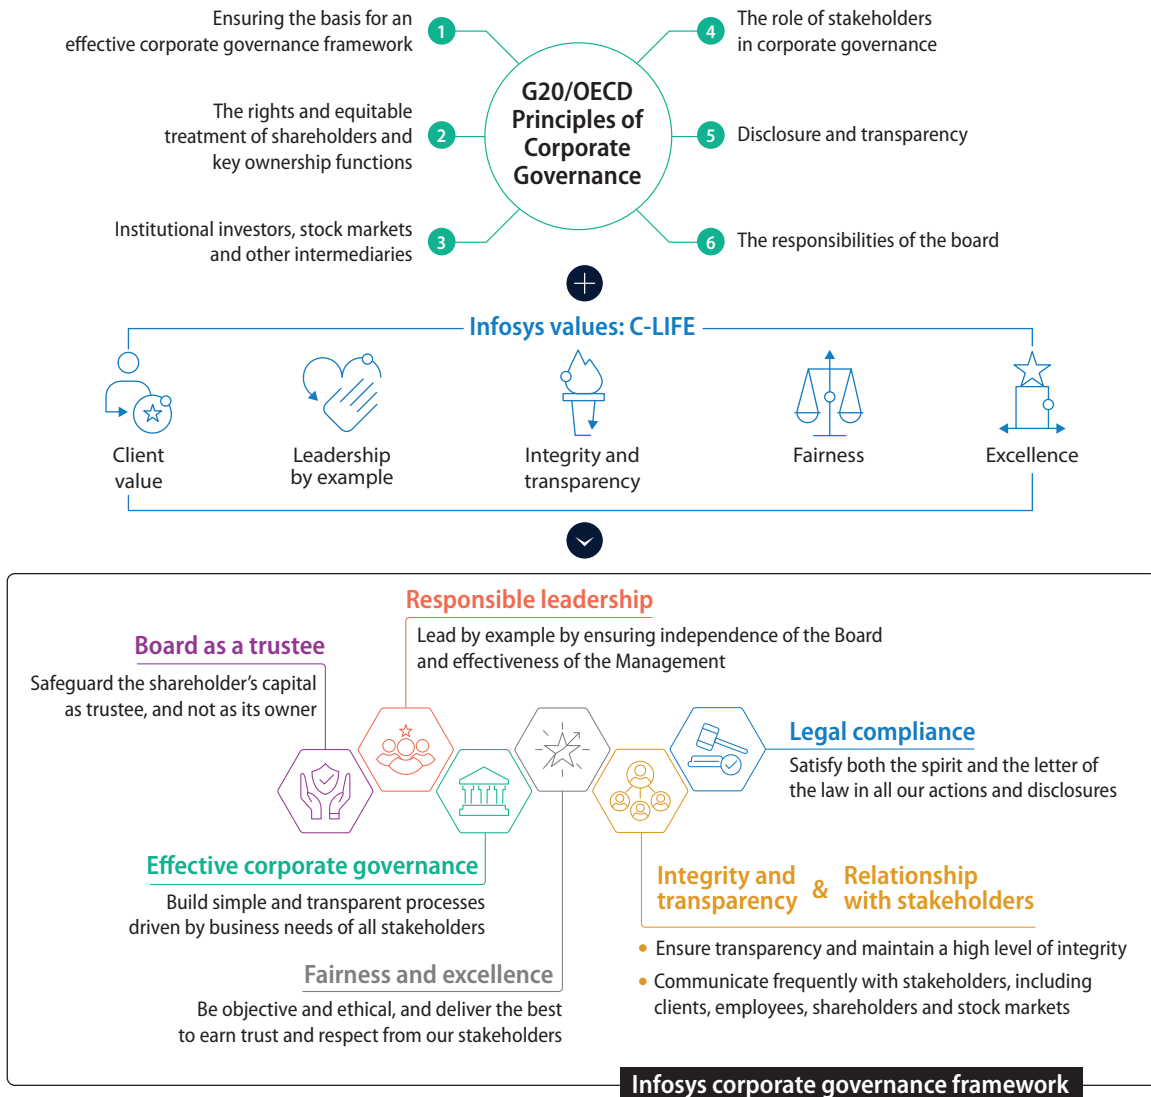 Ensuring the basis for an
effective corporate governance framework
1
The rights and equitable
treatment of shareholders and
key ownership functions
2
Institutional investors, stock markets
and other intermediaries
3
G20/OECD
Principles of
Corporate
Governance
4
The role of stakeholders
in corporate governance
5
Disclosure and transparency
6
The responsibilities of the board
Infosys values: C-LIFE
Client
value
Leadership
by example
Integrity and
transparency
Fairness
Excellence
Responsible leadership
Lead by example by ensuring independence of the Board
and effectiveness of the Management
Board as a trustee
Safeguard the shareholder’s capital
as trustee, and not as its owner
Legal compliance
Satisfy both the spirit and the letter of
the law in all our actions and disclosures
Effective corporate governance
Build simple and transparent processes
driven by business needs of all stakeholders
Integrity and
transparency
&
Relationship
with stakeholders
• Ensure transparency and maintain a high level of integrity
• Communicate frequently with stakeholders, including
clients, employees, shareholders and stock markets
Fairness and excellence
Be objective and ethical, and deliver the best
to earn trust and respect from our stakeholders
Infosys corporate governance framework